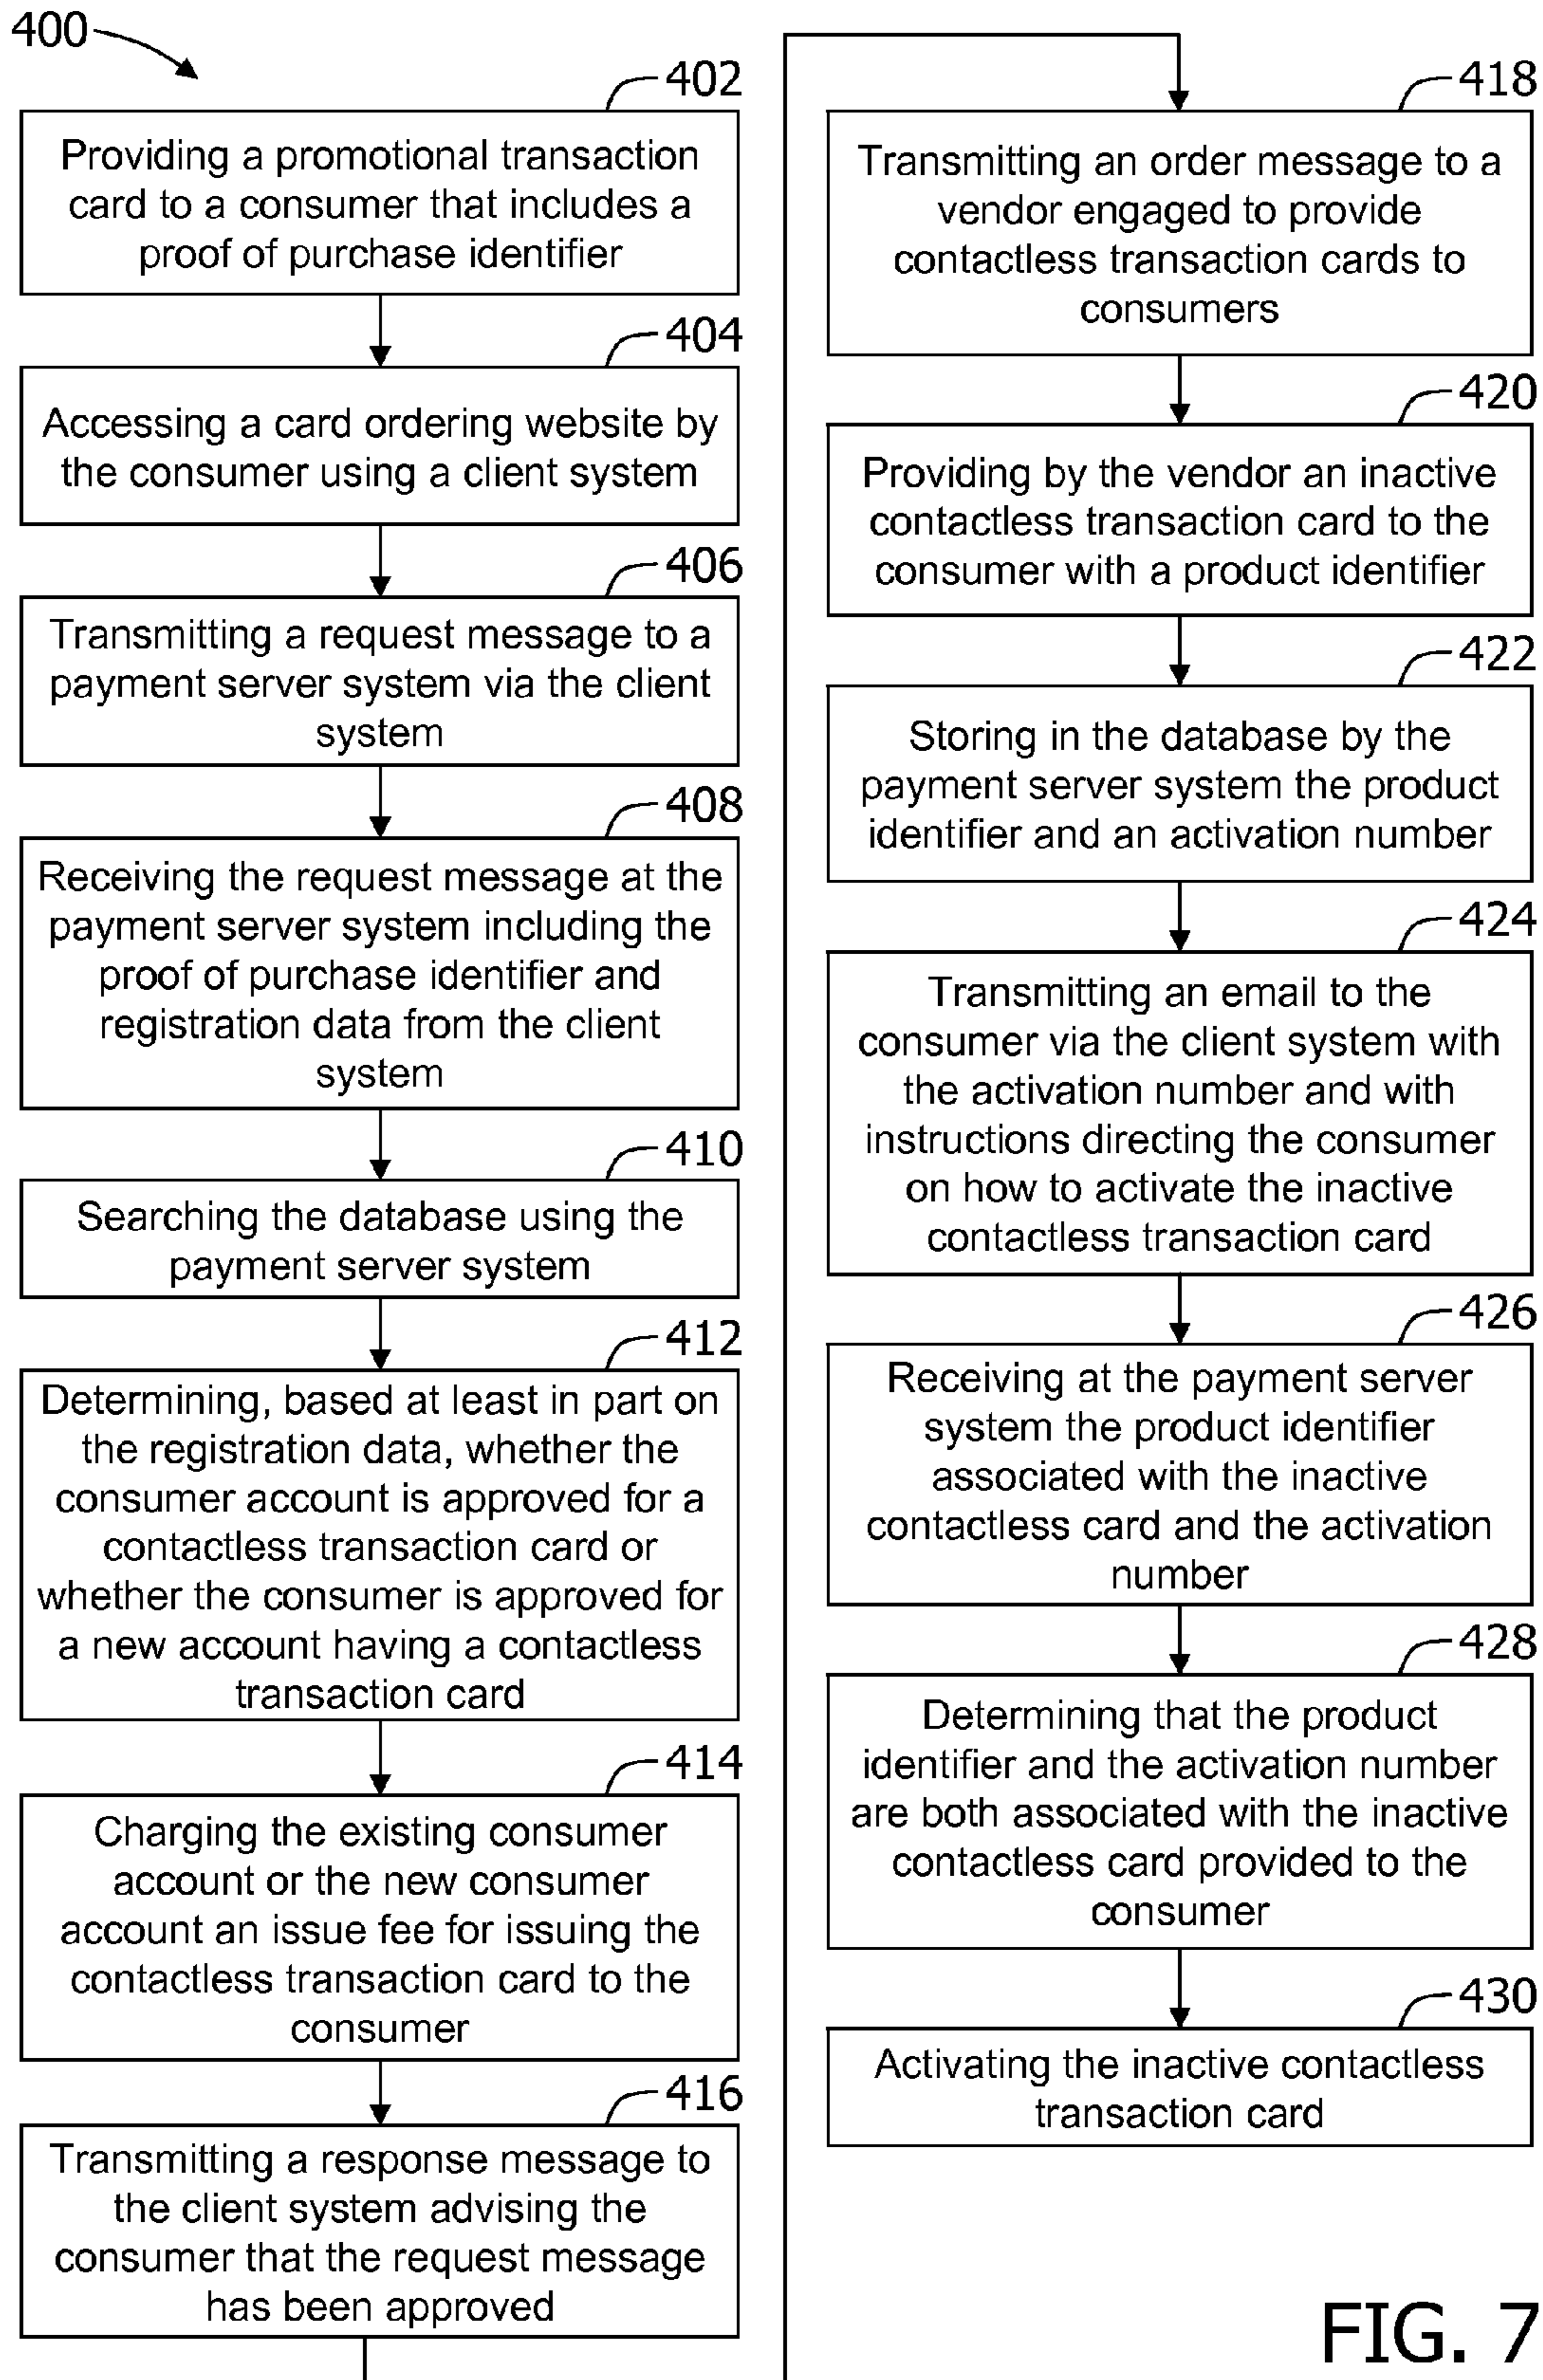 400
402
Providing a promotional transaction
card to a consumer that includes a
proof of purchase identifier
404
Accessing a card ordering website by
the consumer using a client system
406
Transmitting a request message to a
payment server system via the client
system
408
Receiving the request message at the
payment server system including the
proof of purchase identifier and
registration data from the client
system
410
Searching the database using the
payment server system
412
Determining, based at least in part on
the registration data, whether the
consumer account is approved for a
contactless transaction card or
whether the consumer is approved for
a new account having a contactless
transaction card
414
Charging the existing consumer
account or the new consumer
account an issue fee for issuing the
contactless transaction card to the
consumer
416
Transmitting a response message to
the client system advising the
consumer that the request message
has been approved
418
Transmitting an order message to a
vendor engaged to provide
contactless transaction cards to
consumers
420
Providing by the vendor an inactive
contactless transaction card to the
consumer with a product identifier
422
Storing in the database by the
payment server system the product
identifier and an activation number
424
Transmitting an email to the
consumer via the client system with
the activation number and with
instructions directing the consumer
on how to activate the inactive
contactless transaction card
426
Receiving at the payment server
system the product identifier
associated with the inactive
contactless card and the activation
number
428
Determining that the product
identifier and the activation number
are both associated with the inactive
contactless card provided to the
consumer
430
Activating the inactive contactless
transaction card
FIG. 7